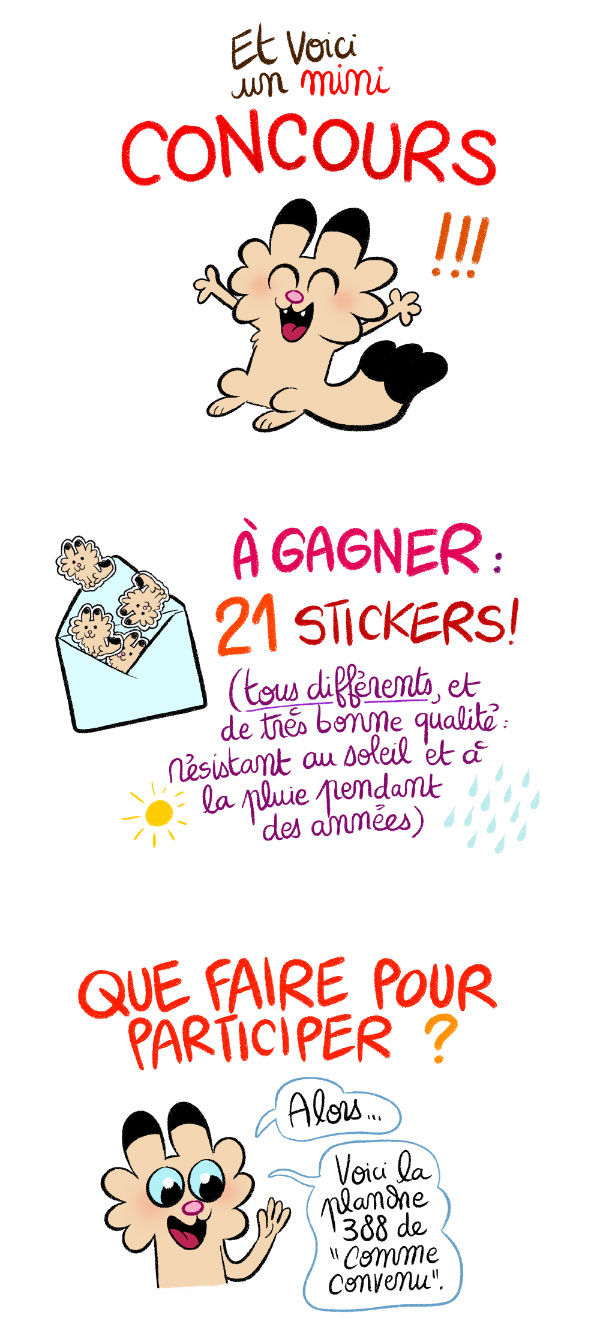 Et Voici
un mini
CONCOURS
!!!
À GAGNER :
21 STICKERS!
(tous différents, et
de très bonne qualité :
résistant au soleil et à
la pluie pendant
des années)
QUE FAIRE POUR
PARTICIPER ?
Alors...
Voici la
planche
388 de
"Comme
convenu".